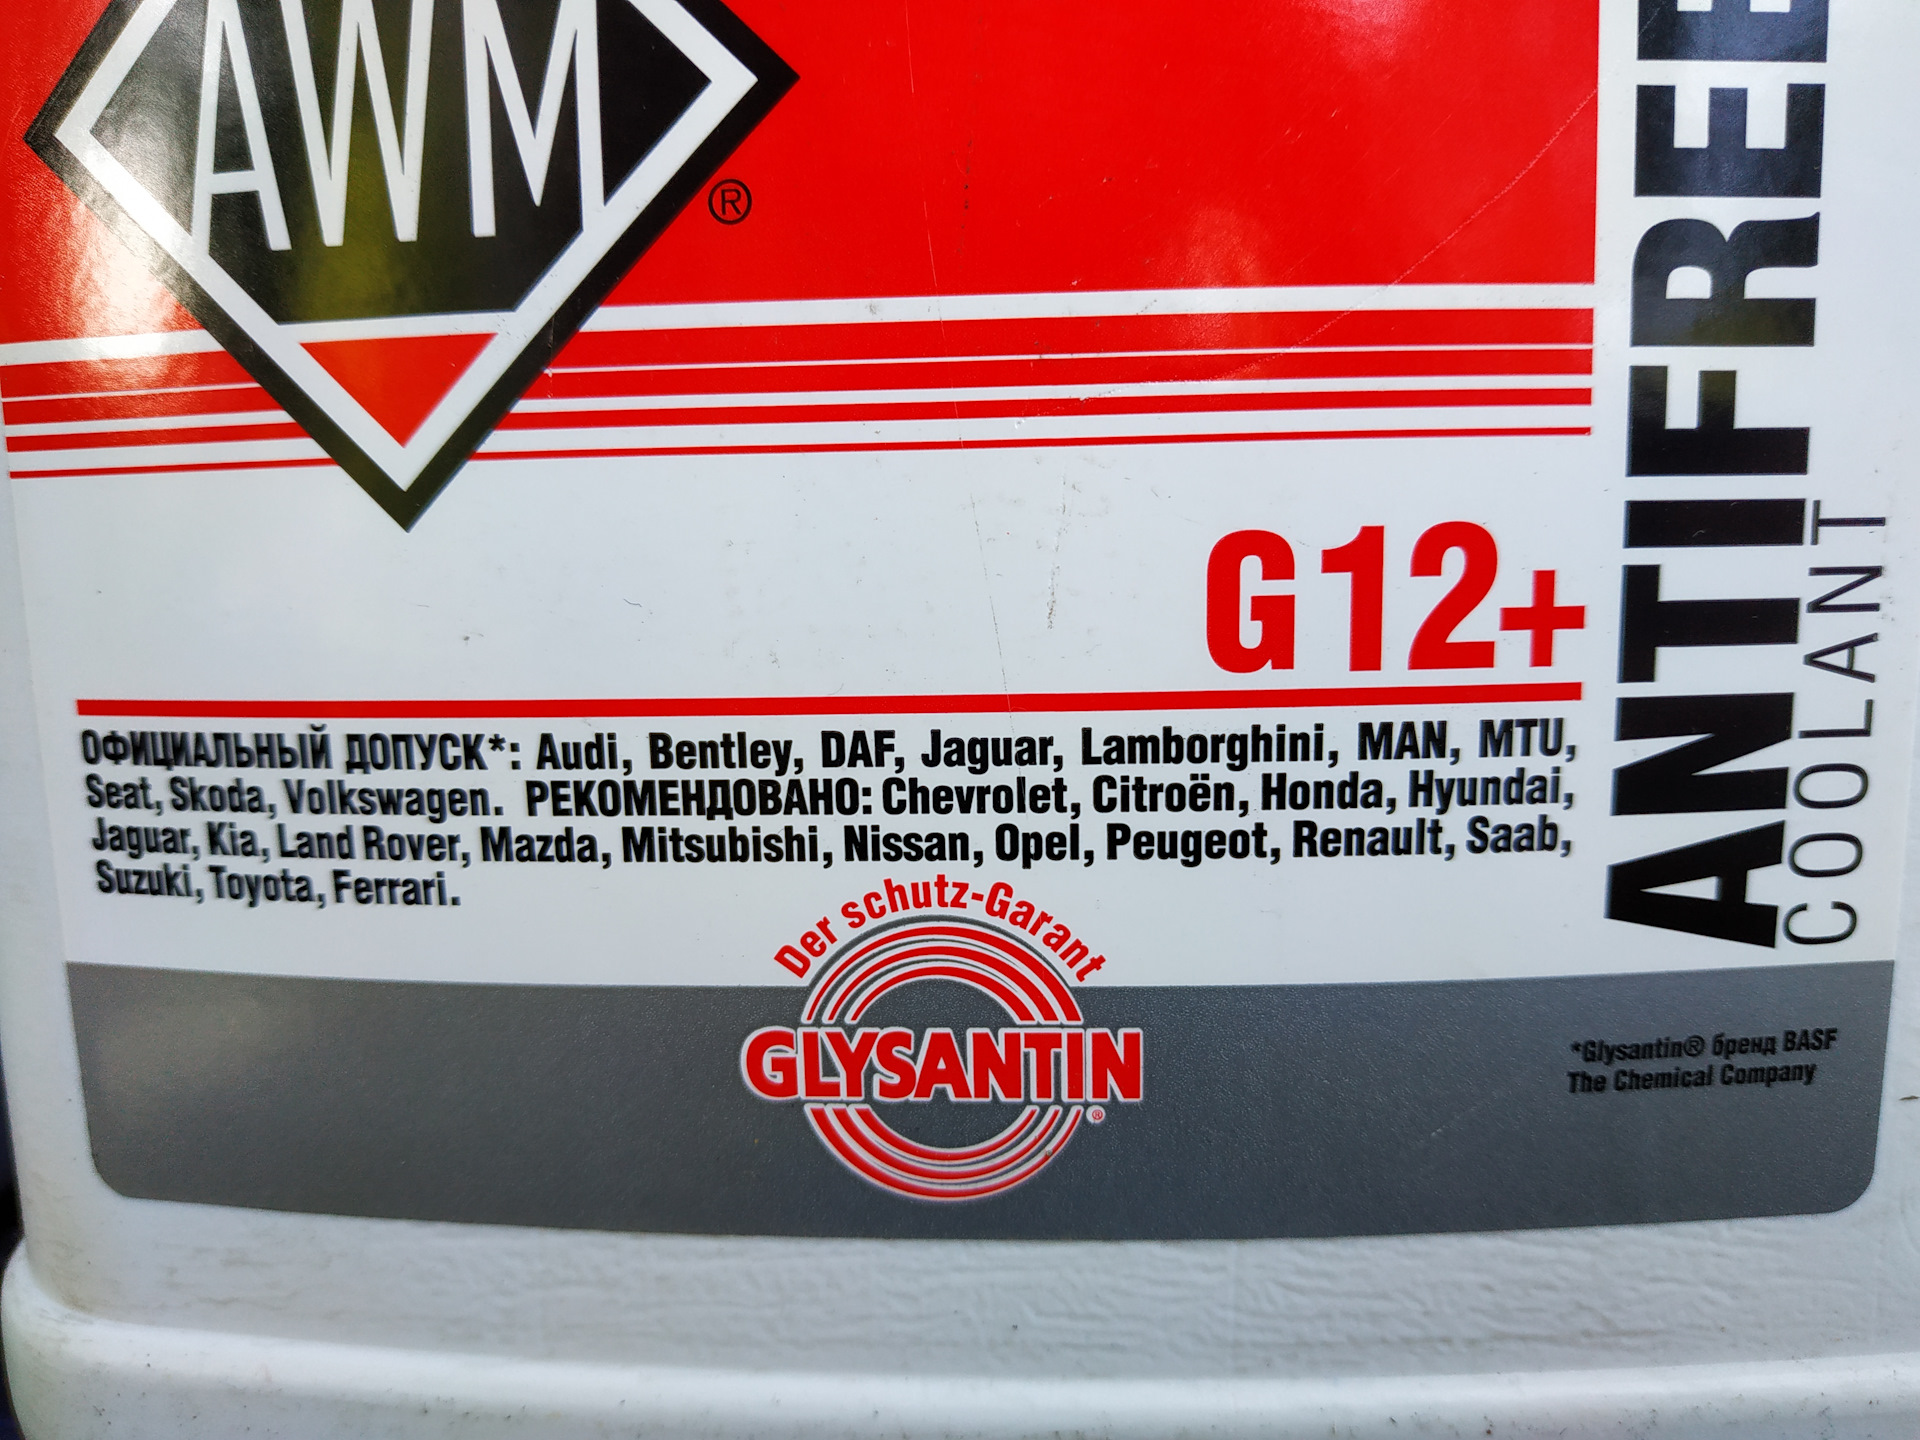 AWM
®
G12+
ОФИЦИАЛЬНЫЙ ДОПУСК*: Audi, Bentley, DAF, Jaguar, Lamborghini, MAN, MTU,
Seat, Skoda, Volkswagen. РЕКОМЕНДОВАНО: Chevrolet, Citroën, Honda, Hyundai,
Jaguar, Kia, Land Rover, Mazda, Mitsubishi, Nissan, Opel, Peugeot, Renault, Saab,
Suzuki, Toyota, Ferrari.
Der schutz-Garant
GLYSANTIN
®
*Glysantin® бренд BASF
The Chemical Company
ANTIFREE
COOLANT